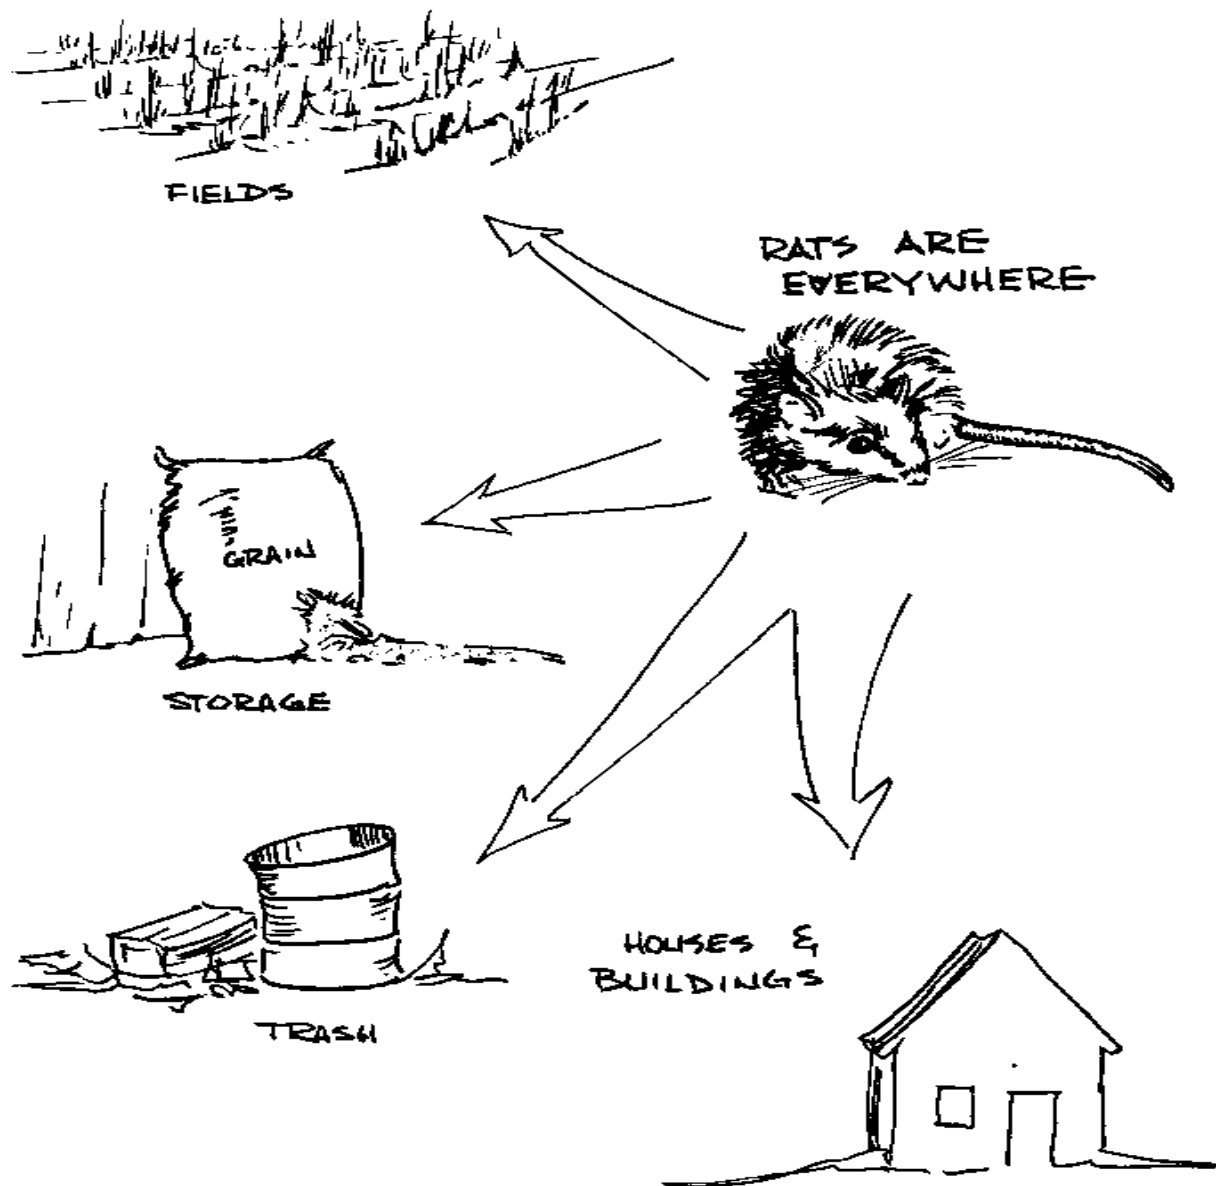 FIELDS
RATS ARE
EVERYWHERE
GRAIN
STORAGE
TRASH
HOUSES &
BUILDINGS